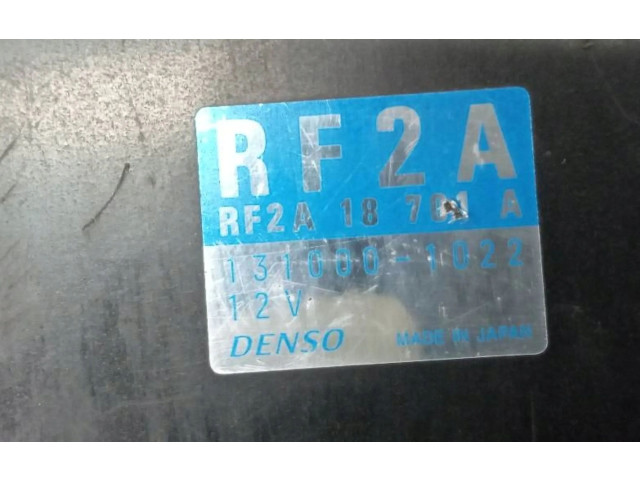 RF2A
RF2A 18 701 A
131000-1022
12V
DENSO MADE IN JAPAN